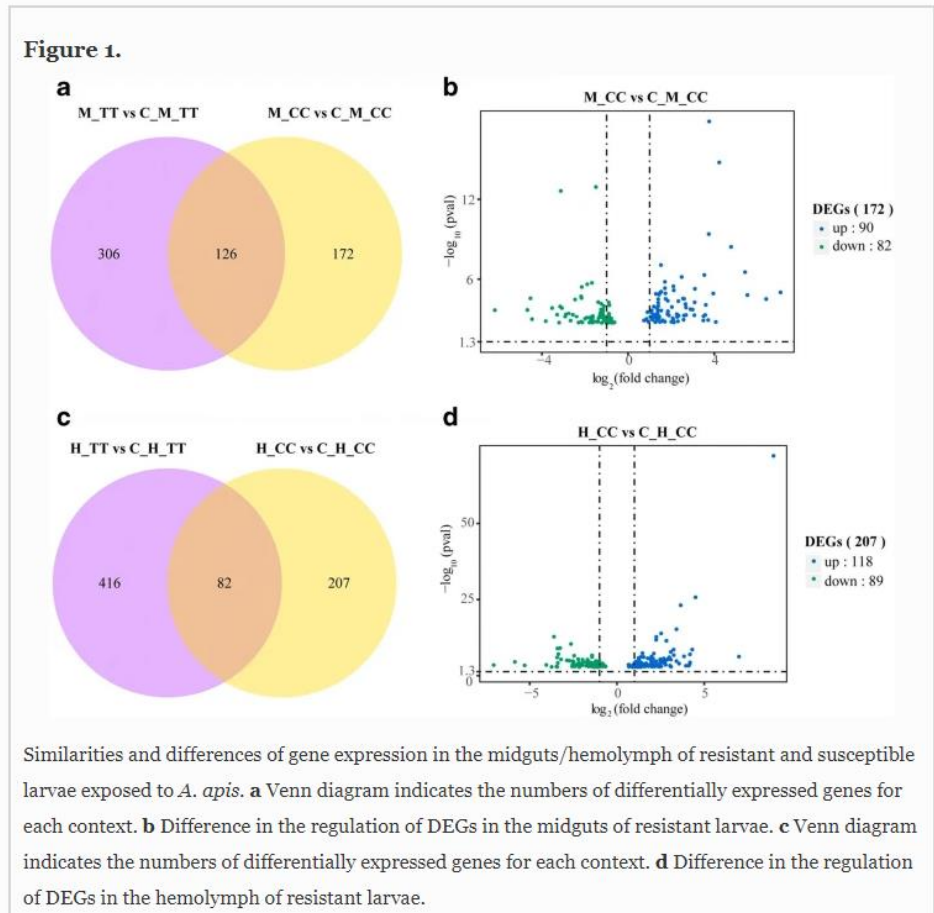 Figure 1.
a
M_TT vs C_M_TT
M_CC vs C_M_CC
306
126
172
b
M_CC vs C_M_CC
−log10 (pval)
12
6
1.3
−4
0
4
log2(fold change)
DEGs ( 172 )
up : 90
down : 82
c
H_TT vs C_H_TT
H_CC vs C_H_CC
416
82
207
d
H_CC vs C_H_CC
−log10 (pval)
50
25
1.3
0
−5
0
5
log2(fold change)
DEGs ( 207 )
up : 118
down : 89
Similarities and differences of gene expression in the midguts/hemolymph of resistant and susceptible
larvae exposed to A. apis. a Venn diagram indicates the numbers of differentially expressed genes for
each context. b Difference in the regulation of DEGs in the midguts of resistant larvae. c Venn diagram
indicates the numbers of differentially expressed genes for each context. d Difference in the regulation
of DEGs in the hemolymph of resistant larvae.